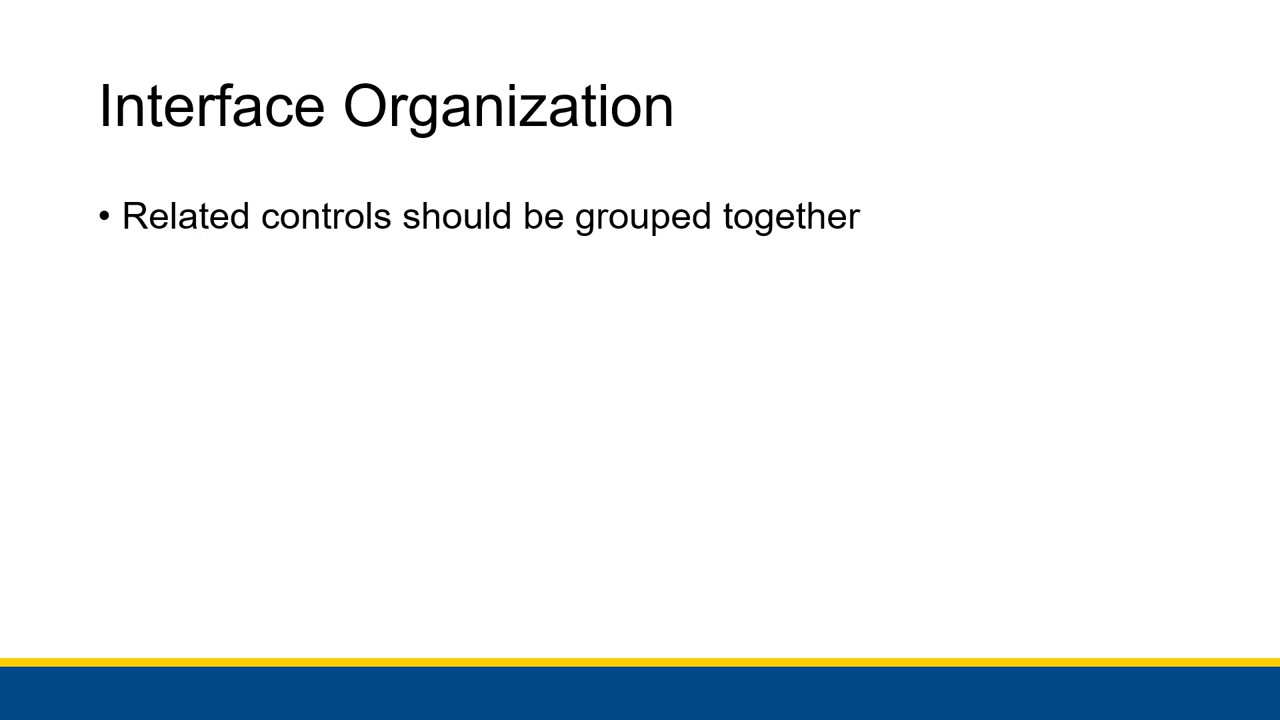 Interface Organization
• Related controls should be grouped together